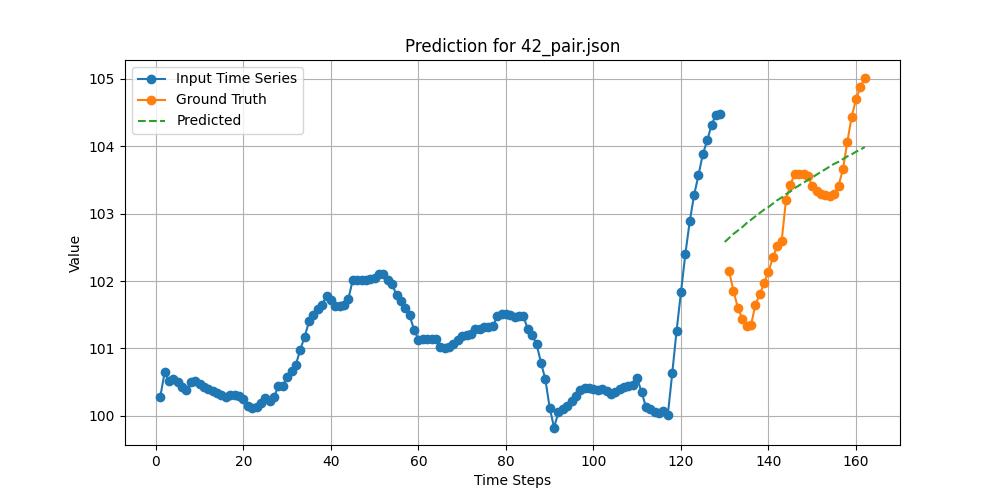 Prediction for 42_pair.json
Input Time Series
Ground Truth
Predicted
Value
105
104
103
102
101
100
0 20 40 60 80 100 120 140 160
Time Steps